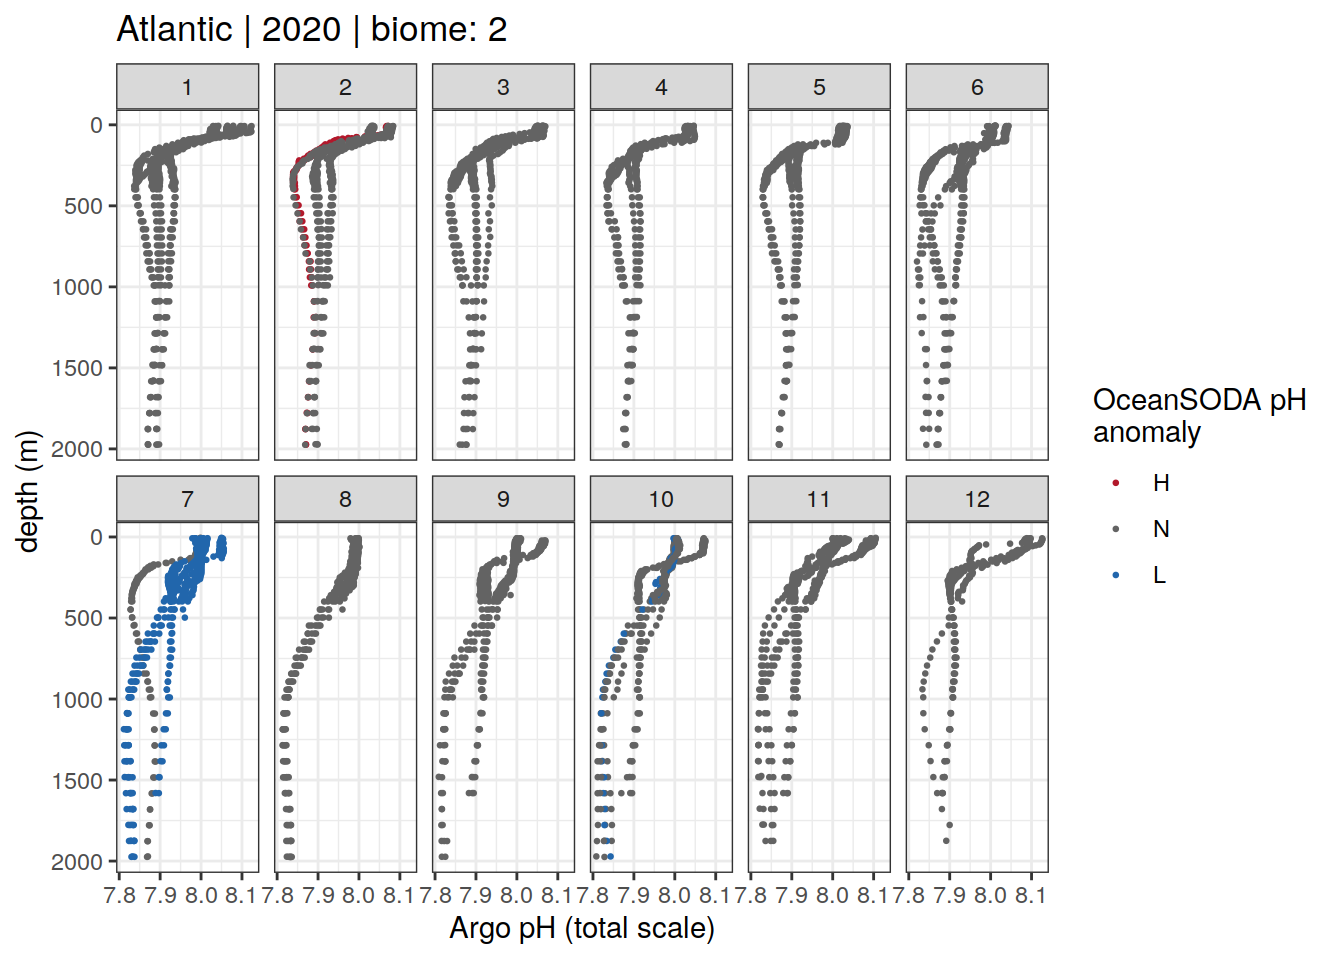 Atlantic | 2020 | biome: 2
1 2 3 4 5 6
0
500
1000
1500
2000
7 8 9 10 11 12
0
500
1000
1500
2000
7.8 7.9 8.0 8.1 7.8 7.9 8.0 8.1 7.8 7.9 8.0 8.1 7.8 7.9 8.0 8.1 7.8 7.9 8.0 8.1 7.8 7.9 8.0 8.1
Argo pH (total scale)
depth (m)
OceanSODA pH
anomaly
H
N
L